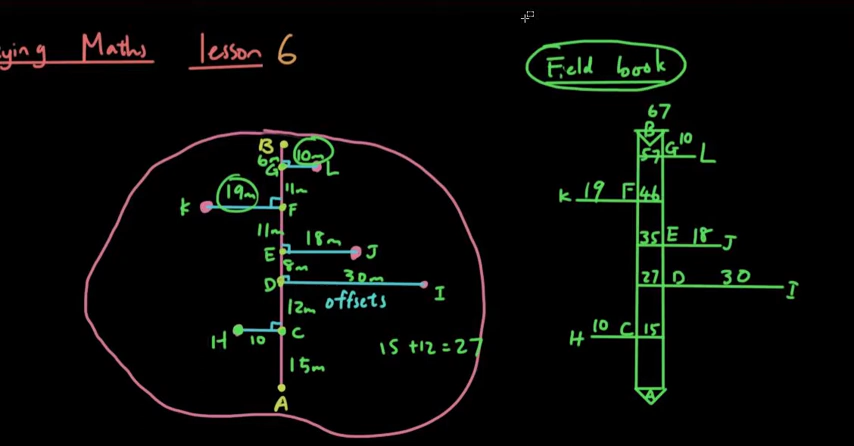 ying Maths lesson 6
Field book
67
B
57 G 10 L
K 19 F 46
35 E 18 J
27 D 30 I
H 10 C 15
A
B
6m
G 10m L
11m
K 19m F
11m
18m
E J
8m
30m
D I
offsets
12m
H 10 C
15 + 12 = 27
15m
A